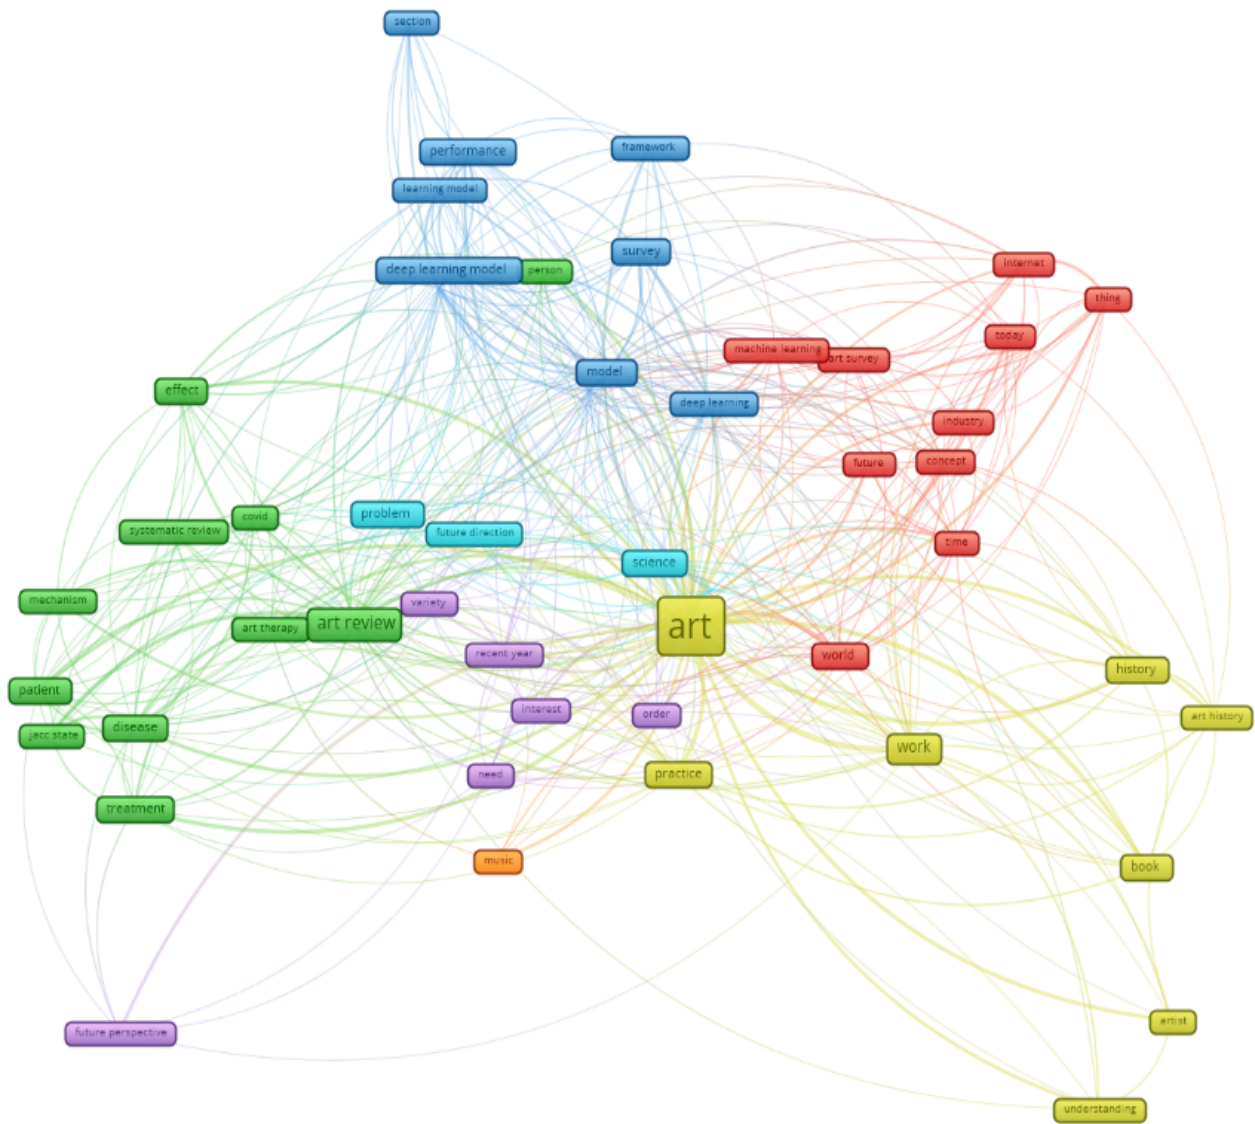 section
performance
framework
learning model
survey
deep learning model
person
internet
thing
today
machine learning
art survey
model
effect
deep learning
industry
future
concept
covid
problem
systematic review
future direction
time
science
mechanism
variety
art therapy
art review
art
recent year
world
history
patient
interest
order
art history
jacc state
disease
work
need
practice
treatment
music
book
future perspective
artist
understanding